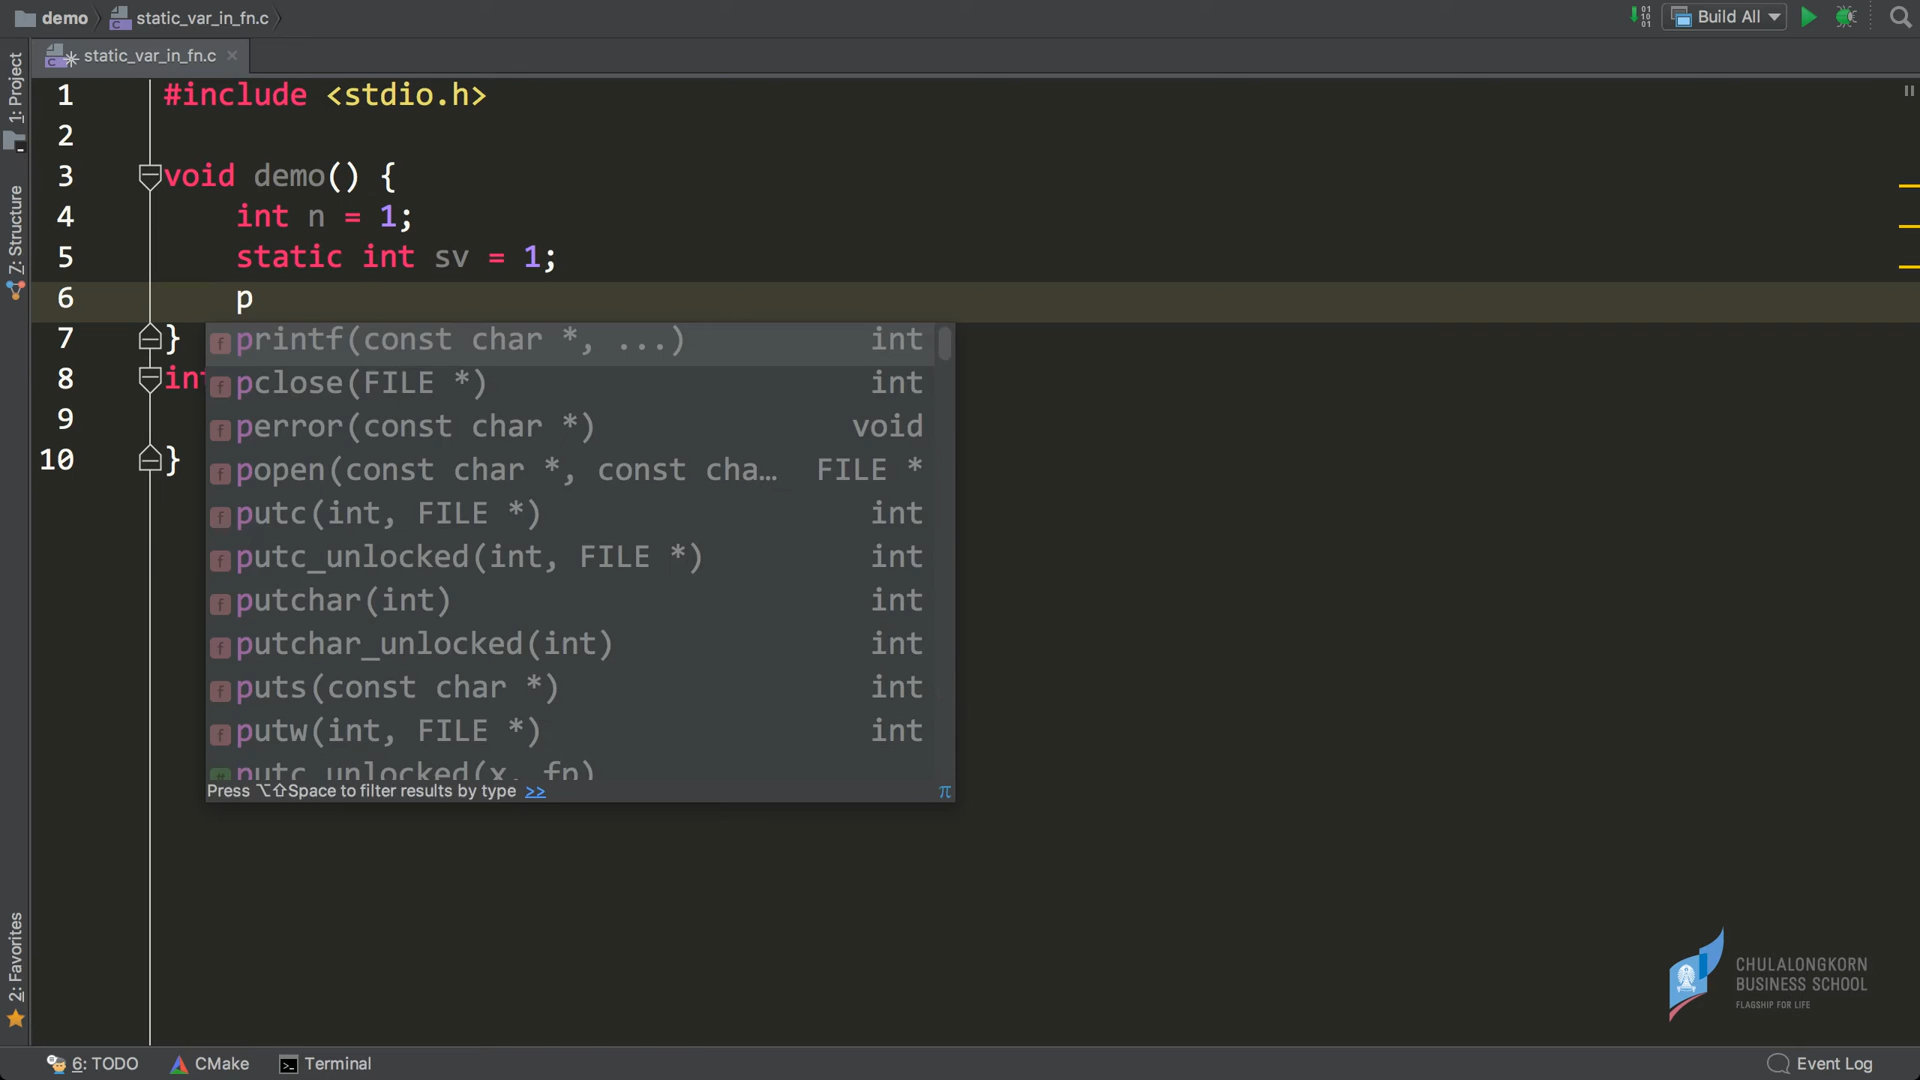 demo static_var_in_fn.c Build All
static_var_in_fn.c
1: Project
Z: Structure
2: Favorites
1 #include <stdio.h>
2
3 void demo() {
4 int n = 1;
5 static int sv = 1;
6 p
7 }
8 int
9
10 }
printf(const char *, ...) int
pclose(FILE *) int
perror(const char *) void
popen(const char *, const cha… FILE *
putc(int, FILE *) int
putc_unlocked(int, FILE *) int
putchar(int) int
putchar_unlocked(int) int
puts(const char *) int
putw(int, FILE *) int
putc_unlocked(x, fp)
Press ⌥⇧Space to filter results by type >> π
CHULALONGKORN
BUSINESS SCHOOL
FLAGSHIP FOR LIFE
6: TODO CMake Terminal Event Log